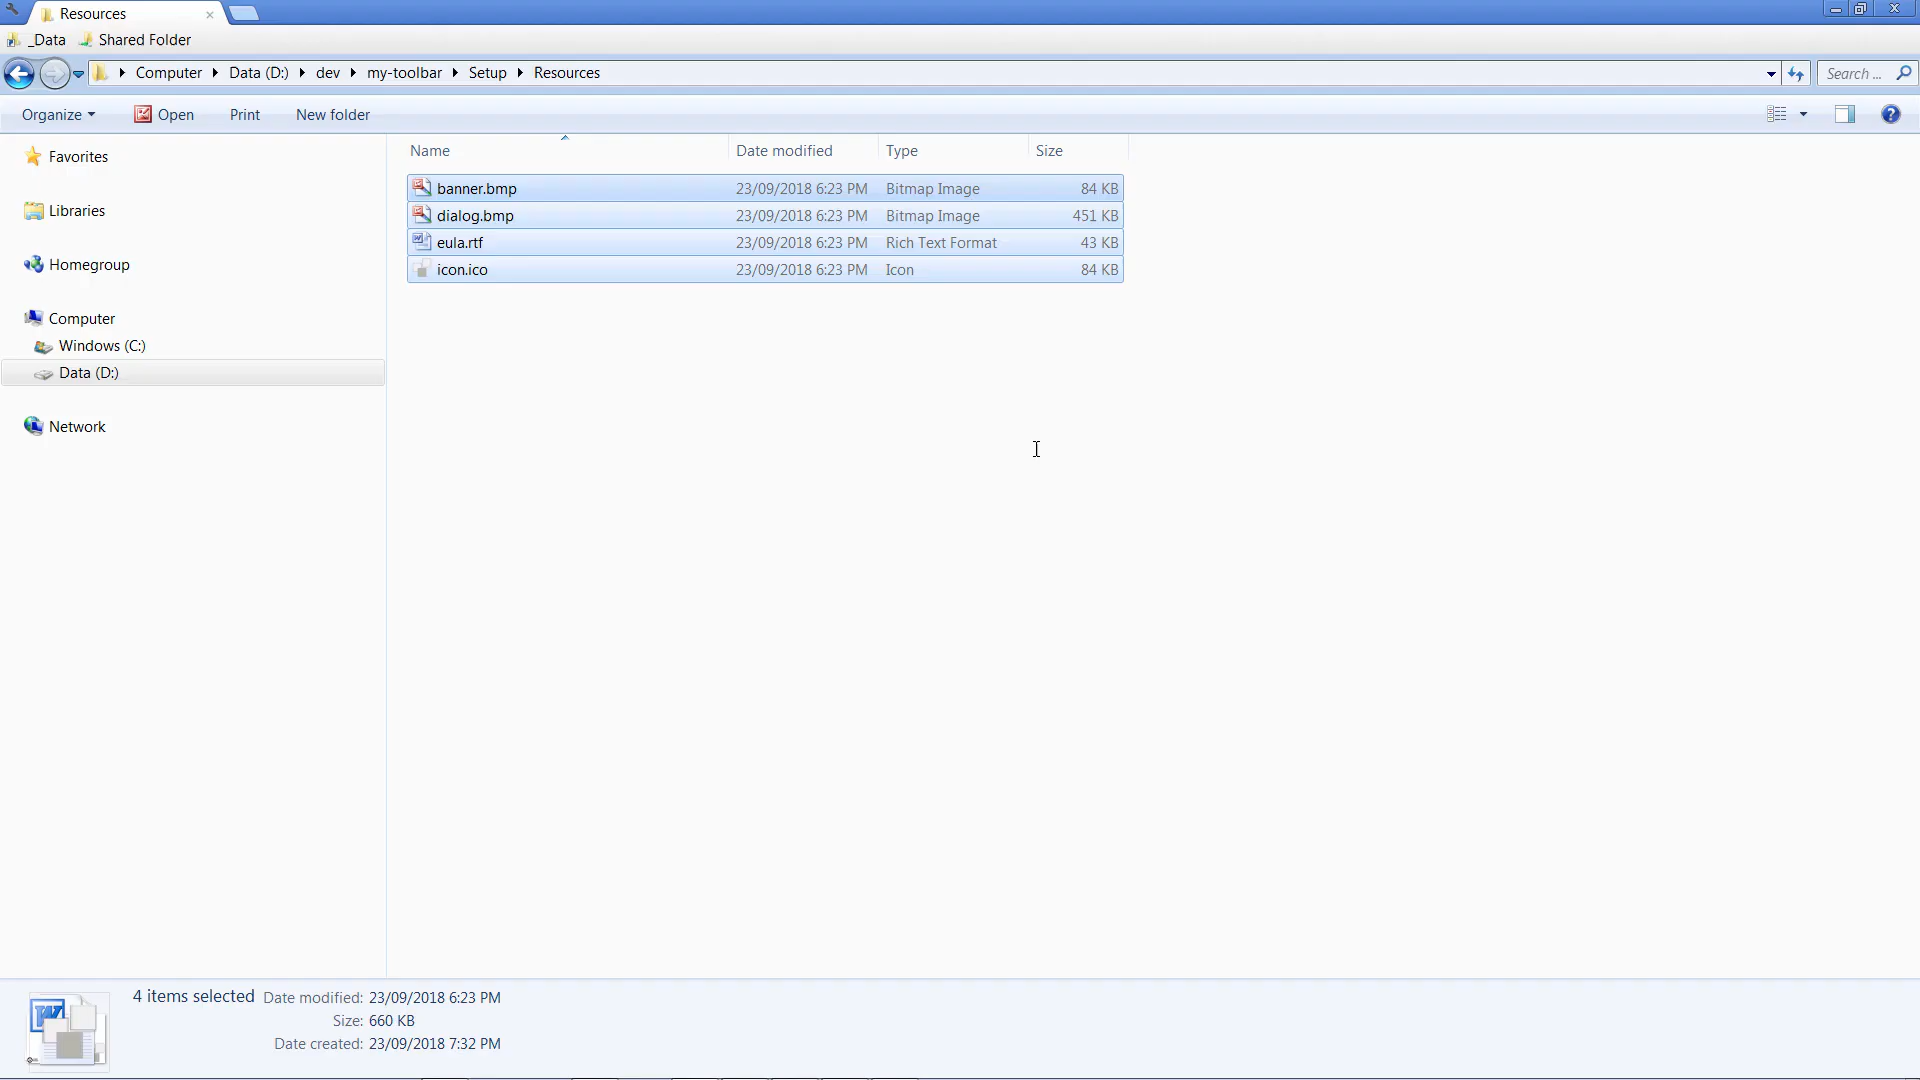 Resources
_Data Shared Folder
Computer Data (D:) dev my-toolbar Setup Resources Search ...
Organize Open Print New folder
Favorites
Libraries
Homegroup
Computer
Windows (C:)
Data (D:)
Network
Name Date modified Type Size
banner.bmp 23/09/2018 6:23 PM Bitmap Image 84 KB
dialog.bmp 23/09/2018 6:23 PM Bitmap Image 451 KB
eula.rtf 23/09/2018 6:23 PM Rich Text Format 43 KB
icon.ico 23/09/2018 6:23 PM Icon 84 KB
4 items selected Date modified: 23/09/2018 6:23 PM
Size: 660 KB
Date created: 23/09/2018 7:32 PM